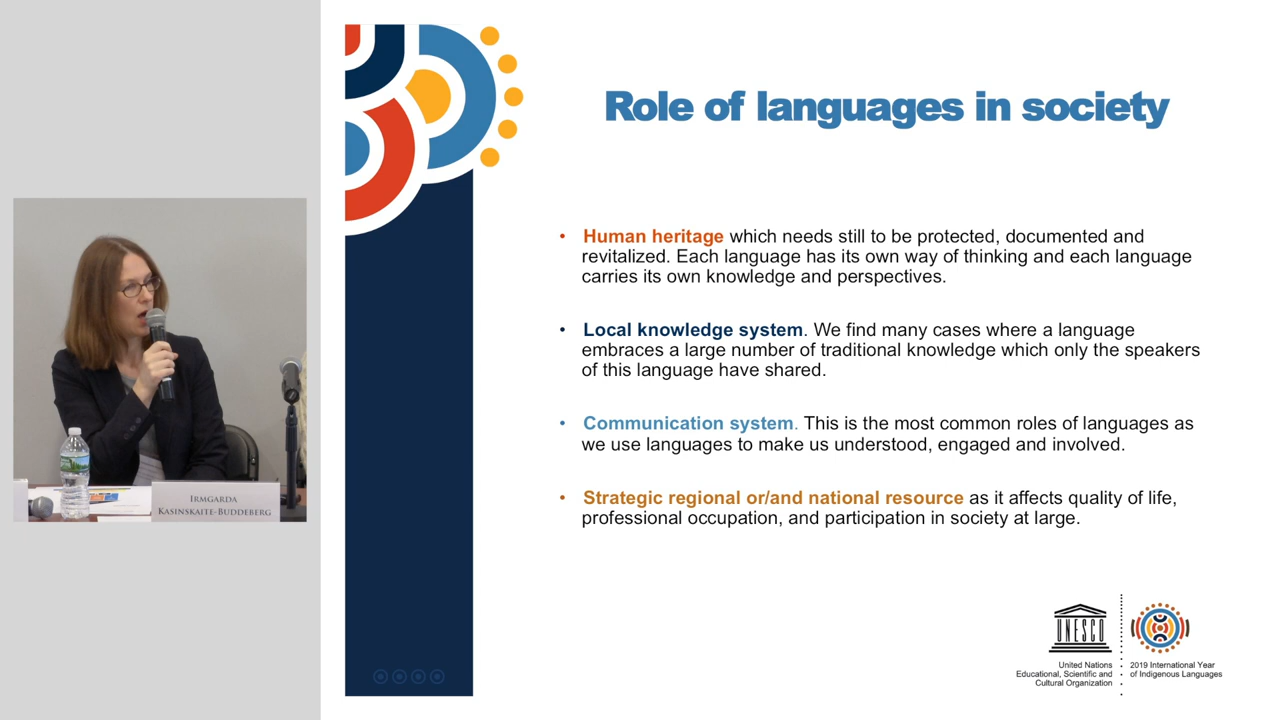 Role of languages in society
• Human heritage which needs still to be protected, documented and
revitalized. Each language has its own way of thinking and each language
carries its own knowledge and perspectives.
• Local knowledge system. We find many cases where a language
embraces a large number of traditional knowledge which only the speakers
of this language have shared.
• Communication system. This is the most common roles of languages as
we use languages to make us understood, engaged and involved.
• Strategic regional or/and national resource as it affects quality of life,
professional occupation, and participation in society at large.
Irmgarda
Kasinskaite-Buddeberg
UNESCO
United Nations
Educational, Scientific and
Cultural Organization
2019 International Year
of Indigenous Languages